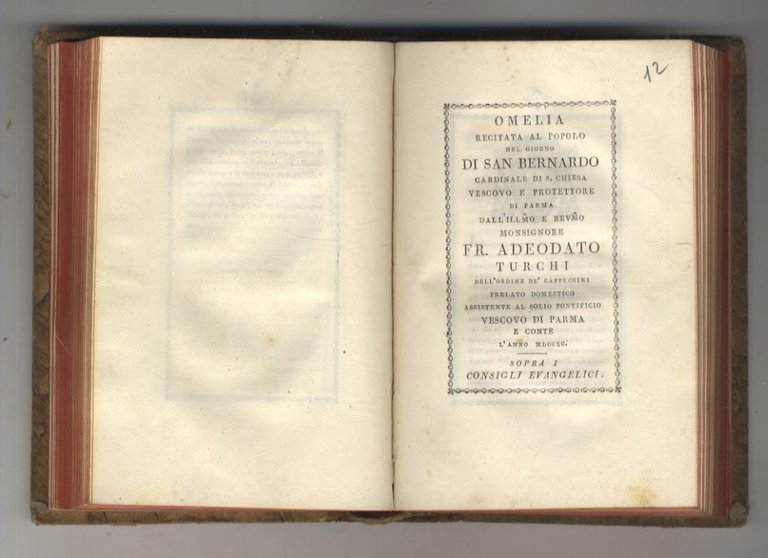 12
OMELIA
RECITATA AL POPOLO
NEL GIORNO
DI SAN BERNARDO
CARDINALE DI S. CHIESA
VESCOVO E PROTETTORE
DI PARMA
DALL'ILLM̃O E REVM̃O
MONSIGNORE
FR. ADEODATO
TURCHI
DELL'ORDINE DE' CAPPUCCINI
PRELATO DOMESTICO
ASSISTENTE AL SOLIO PONTIFICIO
VESCOVO DI PARMA
E CONTE
L'ANNO MDCCXC.
SOPRA I
CONSIGLI EVANGELICI.